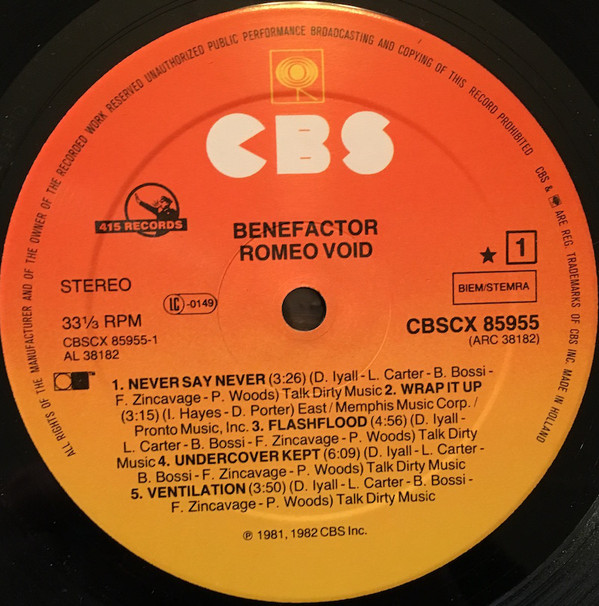 ALL RIGHTS OF THE MANUFACTURER AND OF THE OWNER OF THE RECORDED WORK RESERVED UNAUTHORIZED PUBLIC PERFORMANCE BROADCASTING AND COPYING OF THIS RECORD PROHIBITED
CBS & ARE REG. TRADEMARKS OF CBS INC. MADE IN HOLLAND
CBS
415 RECORDS
BENEFACTOR
ROMEO VOID
★ 1
STEREO
LC-0149
BIEM/STEMRA
33⅓ RPM
CBSCX 85955-1
AL 38182
CBSCX 85955
(ARC 38182)
1. NEVER SAY NEVER (3:26) (D. Iyall - L. Carter - B. Bossi -
F. Zincavage - P. Woods) Talk Dirty Music 2. WRAP IT UP
(3:15) (I. Hayes - D. Porter) East / Memphis Music Corp. /
Pronto Music, Inc. 3. FLASHFLOOD (4:56) (D. Iyall -
L. Carter - B. Bossi - F. Zincavage - P. Woods) Talk Dirty
Music 4. UNDERCOVER KEPT (6:09) (D. Iyall - L. Carter -
B. Bossi - F. Zincavage - P. Woods) Talk Dirty Music
5. VENTILATION (3:50) (D. Iyall - L. Carter - B. Bossi -
F. Zincavage - P. Woods) Talk Dirty Music
℗ 1981, 1982 CBS Inc.